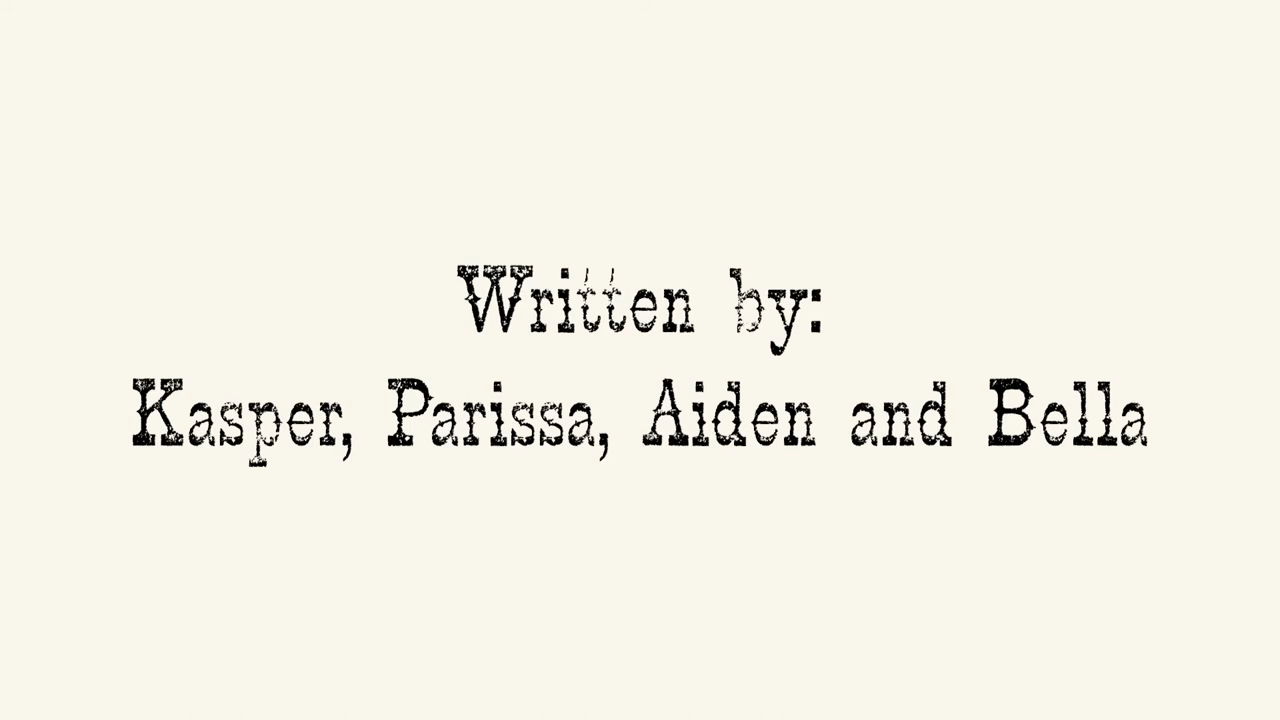 Written by:
Kasper, Parissa, Aiden and Bella